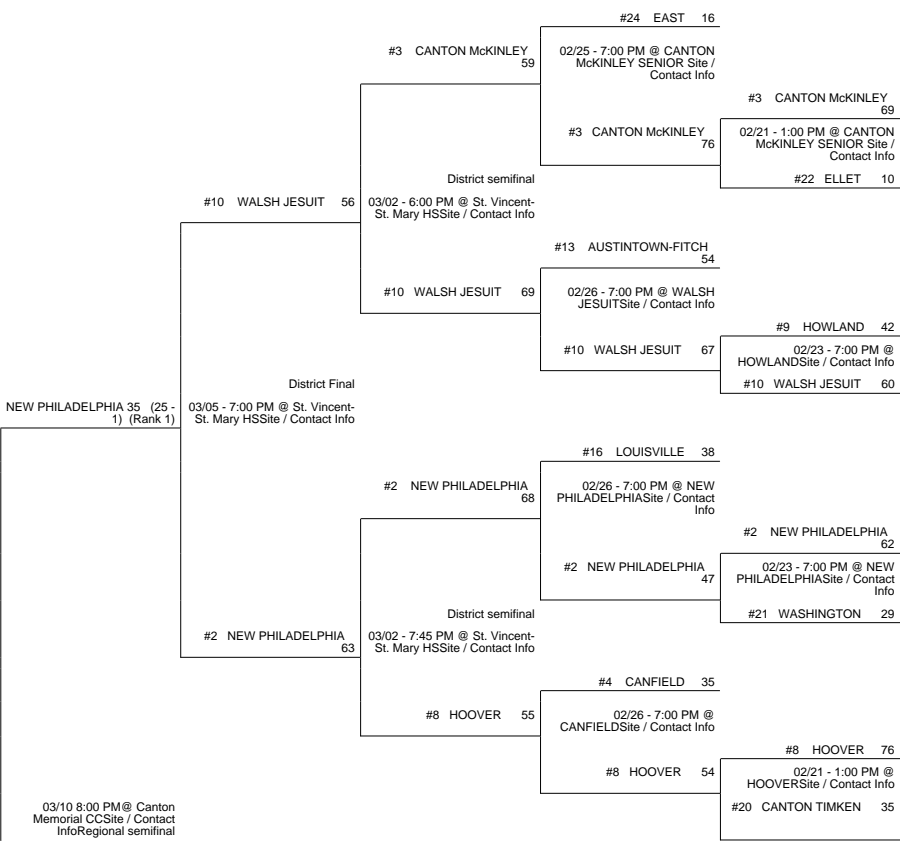 #24 EAST 16
#3 CANTON McKINLEY
59
02/25 - 7:00 PM @ CANTON
McKINLEY SENIOR Site /
Contact Info
#3 CANTON McKINLEY
69
#3 CANTON McKINLEY
76
02/21 - 1:00 PM @ CANTON
McKINLEY SENIOR Site /
Contact Info
#22 ELLET 10
District semifinal
#10 WALSH JESUIT 56
03/02 - 6:00 PM @ St. Vincent-
St. Mary HSSite / Contact Info
#13 AUSTINTOWN-FITCH
54
#10 WALSH JESUIT 69
02/26 - 7:00 PM @ WALSH
JESUITSite / Contact Info
#9 HOWLAND 42
#10 WALSH JESUIT 67
02/23 - 7:00 PM @
HOWLANDSite / Contact Info
#10 WALSH JESUIT 60
District Final
NEW PHILADELPHIA 35 (25 -
1) (Rank 1)
03/05 - 7:00 PM @ St. Vincent-
St. Mary HSSite / Contact Info
#16 LOUISVILLE 38
#2 NEW PHILADELPHIA
68
02/26 - 7:00 PM @ NEW
PHILADELPHIASite / Contact
Info
#2 NEW PHILADELPHIA
62
#2 NEW PHILADELPHIA
47
02/23 - 7:00 PM @ NEW
PHILADELPHIASite / Contact
Info
#21 WASHINGTON 29
District semifinal
#2 NEW PHILADELPHIA
63
03/02 - 7:45 PM @ St. Vincent-
St. Mary HSSite / Contact Info
#4 CANFIELD 35
#8 HOOVER 55
02/26 - 7:00 PM @
CANFIELDSite / Contact Info
#8 HOOVER 76
#8 HOOVER 54
02/21 - 1:00 PM @
HOOVERSite / Contact Info
#20 CANTON TIMKEN 35
03/10 8:00 PM@ Canton
Memorial CCSite / Contact
InfoRegional semifinal